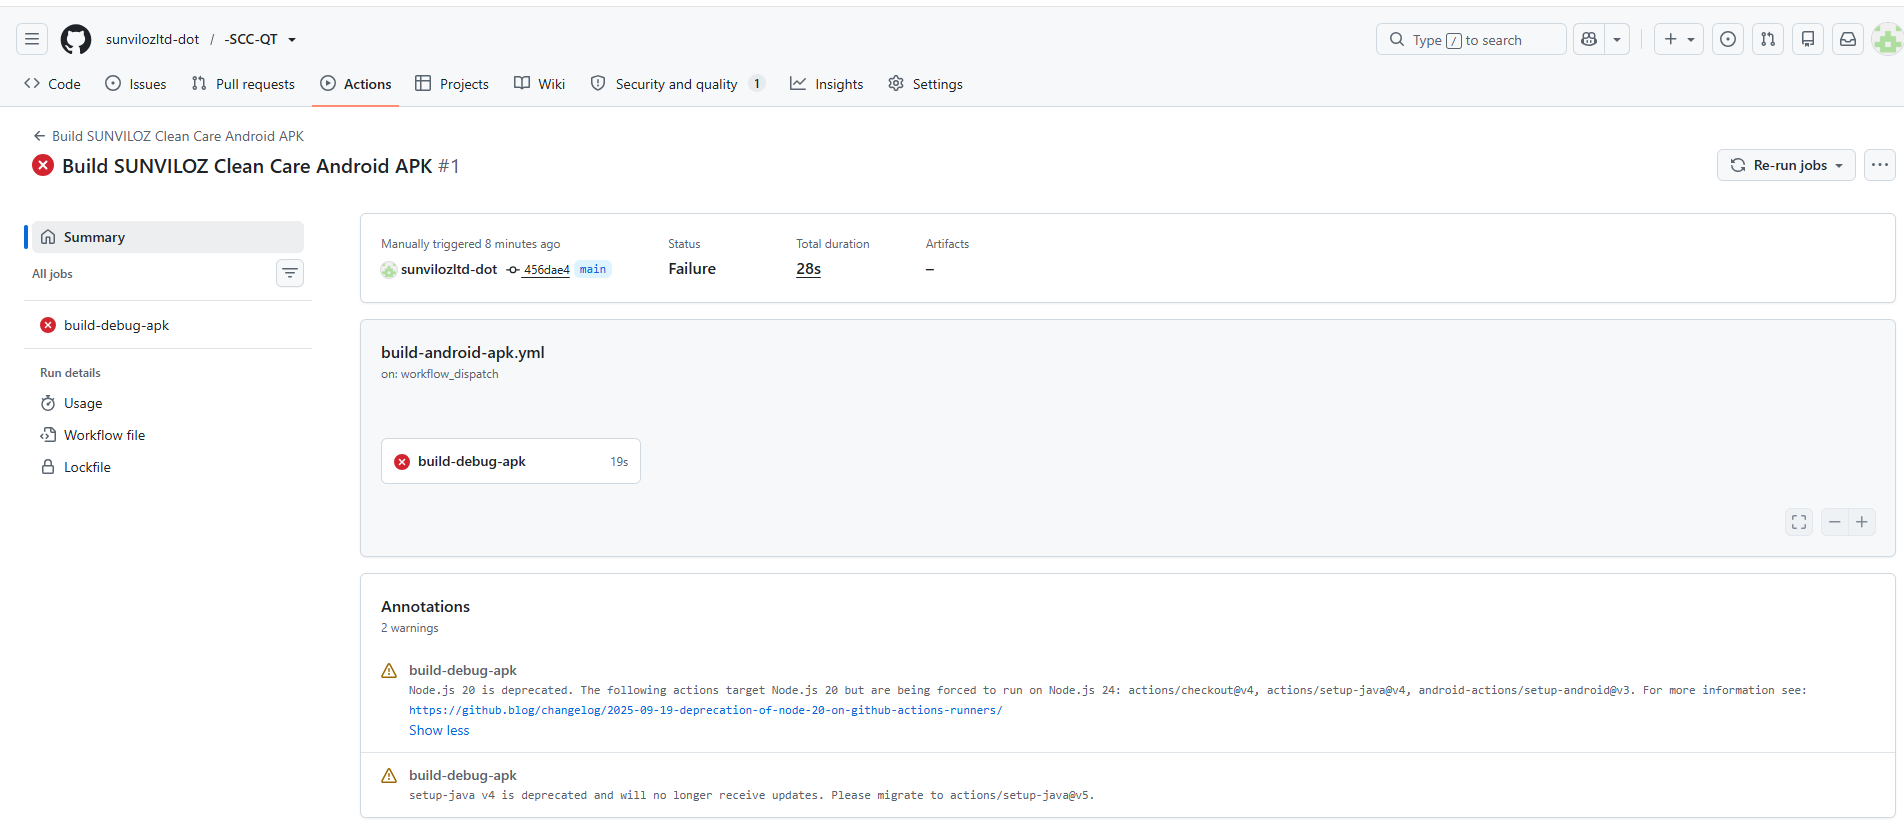 sunvilozltd-dot / -SCC-QT
Type / to search
Code
Issues
Pull requests
Actions
Projects
Wiki
Security and quality 1
Insights
Settings
Build SUNVILOZ Clean Care Android APK
Build SUNVILOZ Clean Care Android APK #1
Re-run jobs
Summary
All jobs
build-debug-apk
Run details
Usage
Workflow file
Lockfile
Manually triggered 8 minutes ago
sunvilozltd-dot 456dae4 main
Status
Failure
Total duration
28s
Artifacts
–
build-android-apk.yml
on: workflow_dispatch
build-debug-apk 19s
Annotations
2 warnings
build-debug-apk
Node.js 20 is deprecated. The following actions target Node.js 20 but are being forced to run on Node.js 24: actions/checkout@v4, actions/setup-java@v4, android-actions/setup-android@v3. For more information see:
https://github.blog/changelog/2025-09-19-deprecation-of-node-20-on-github-actions-runners/
Show less
build-debug-apk
setup-java v4 is deprecated and will no longer receive updates. Please migrate to actions/setup-java@v5.